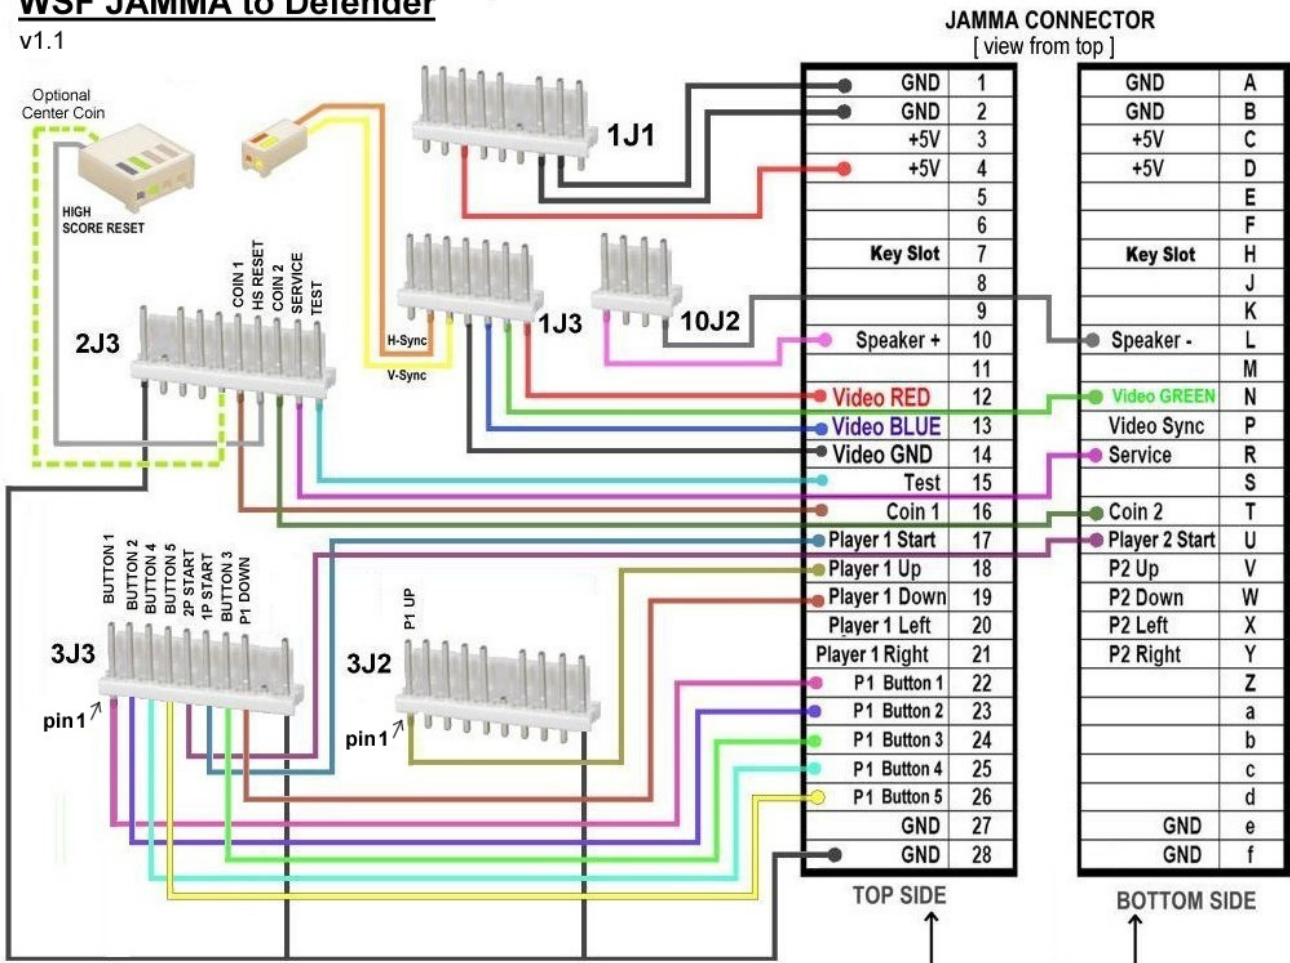 WSF JAMMA to Defender
v1.1
JAMMA CONNECTOR
[ view from top ]
Optional
Center Coin
HIGH
SCORE RESET
1J1
1J3
10J2
H-Sync
V-Sync
2J3
COIN 1
HS RESET
COIN 2
SERVICE
TEST
3J3
BUTTON 1
BUTTON 2
BUTTON 4
BUTTON 5
2P START
1P START
BUTTON 3
P1 DOWN
pin1
3J2
P1 UP
pin1
GND 1
GND 2
+5V 3
+5V 4
5
6
Key Slot 7
8
9
Speaker + 10
11
Video RED 12
Video BLUE 13
Video GND 14
Test 15
Coin 1 16
Player 1 Start 17
Player 1 Up 18
Player 1 Down 19
Player 1 Left 20
Player 1 Right 21
P1 Button 1 22
P1 Button 2 23
P1 Button 3 24
P1 Button 4 25
P1 Button 5 26
GND 27
GND 28
TOP SIDE
GND A
GND B
+5V C
+5V D
E
F
Key Slot H
J
K
Speaker - L
M
Video GREEN N
Video Sync P
Service R
S
Coin 2 T
Player 2 Start U
P2 Up V
P2 Down W
P2 Left X
P2 Right Y
Z
a
b
c
d
GND e
GND f
BOTTOM SIDE